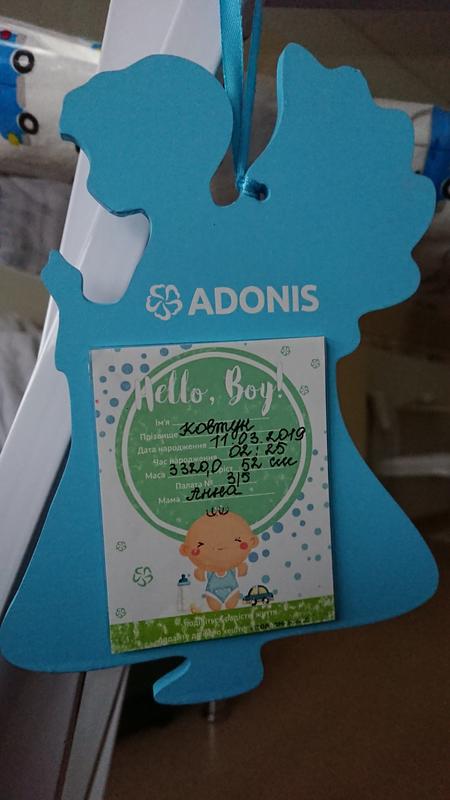 ADONIS
Hello, Boy!
Ім'я
Прізвище Ковтун
Дата народження 11.03.2019
Час народження 02:25
Маса 3320,0 зріст 52 см
Палата № 315
Мама Анна